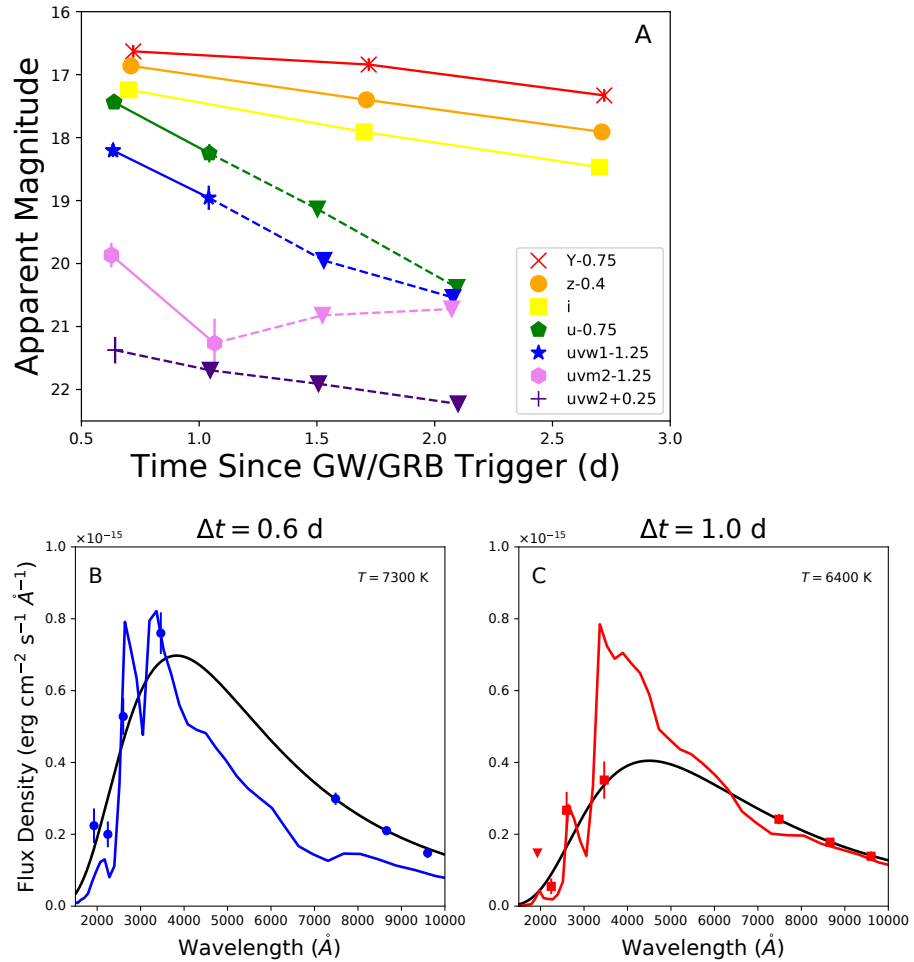 A
16
17
18
19
20
21
22
Apparent Magnitude
Y-0.75
z-0.4
i
u-0.75
uvw1-1.25
uvm2-1.25
uvw2+0.25
0.5 1.0 1.5 2.0 2.5 3.0
Time Since GW/GRB Trigger (d)
Δt = 0.6 d
×10⁻¹⁵
B
T = 7300 K
1.0
0.8
0.6
0.4
0.2
0.0
Flux Density (erg cm⁻² s⁻¹ Å⁻¹)
2000 3000 4000 5000 6000 7000 8000 9000 10000
Wavelength (Å)
Δt = 1.0 d
×10⁻¹⁵
C
T = 6400 K
1.0
0.8
0.6
0.4
0.2
0.0
2000 3000 4000 5000 6000 7000 8000 9000 10000
Wavelength (Å)